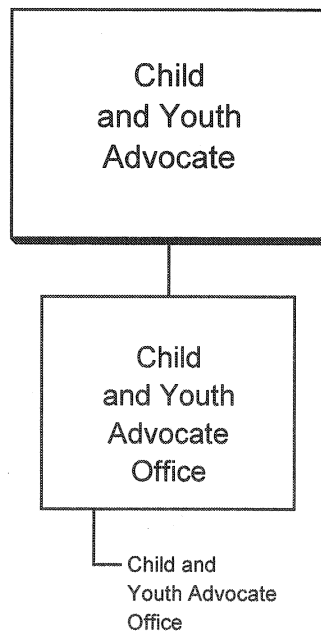 Child
and Youth
Advocate
Child
and Youth
Advocate
Office
Child and
Youth Advocate
Office